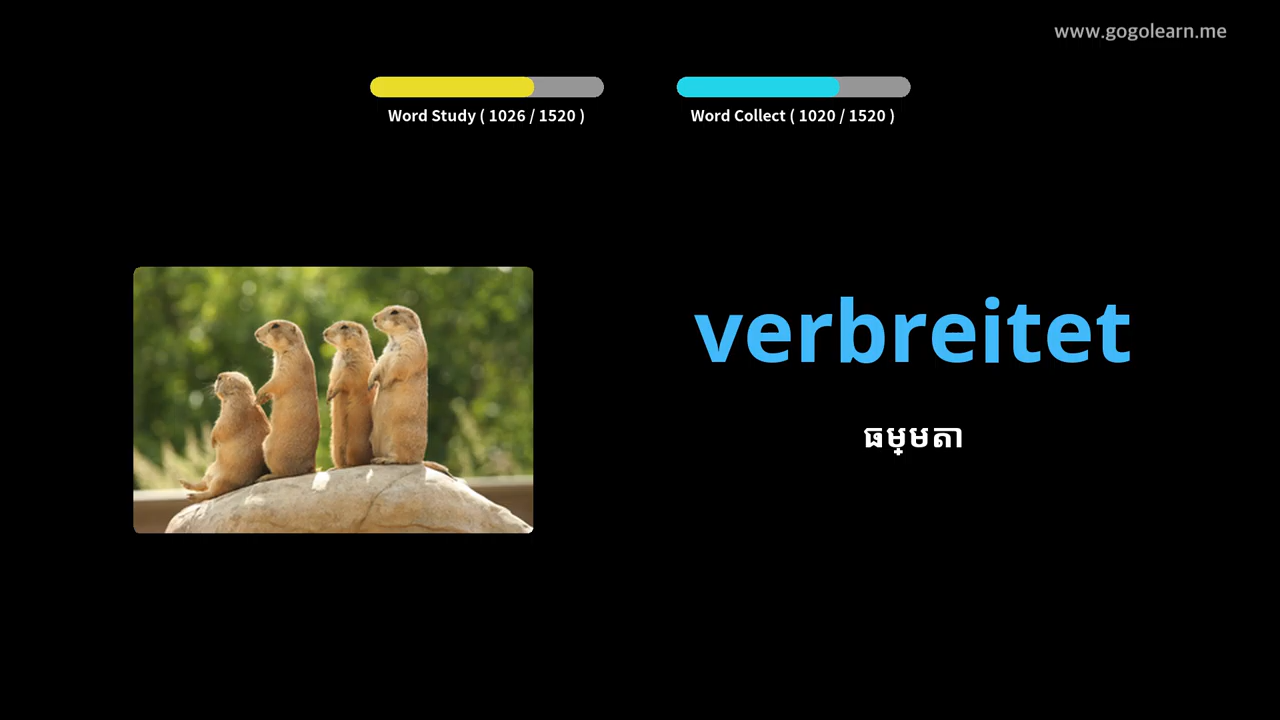 www.gogolearn.me
Word Study ( 1026 / 1520 )
Word Collect ( 1020 / 1520 )
verbreitet
ធម្មតា